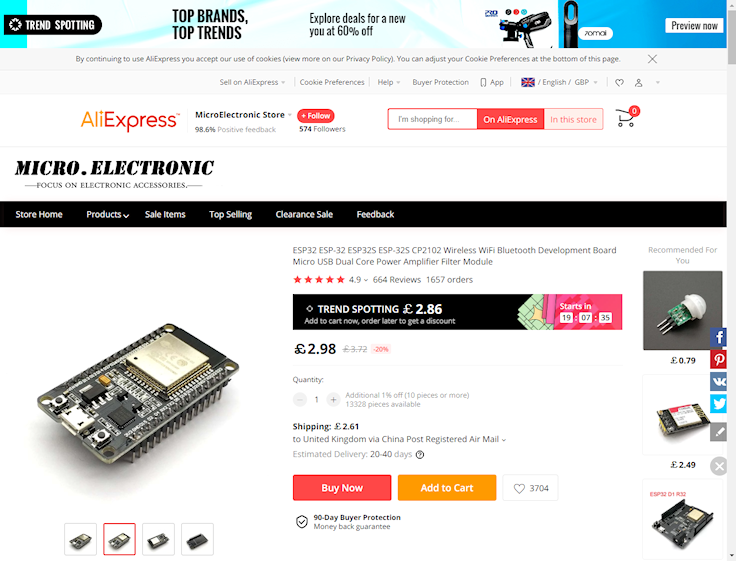 TREND SPOTTING
TOP BRANDS,
TOP TRENDS
Explore deals for a new
you at 60% off
70mai
Preview now
By continuing to use AliExpress you accept our use of cookies (view more on our Privacy Policy). You can adjust your Cookie Preferences at the bottom of this page.
Sell on AliExpress
Cookie Preferences
Help
Buyer Protection
App
/ English / GBP
AliExpress™
MicroElectronic Store
+ Follow
98.6% Positive feedback
574 Followers
I'm shopping for...
On AliExpress
In this store
0
MICRO.ELECTRONIC
FOCUS ON ELECTRONIC ACCESSORIES.
Store Home
Products
Sale Items
Top Selling
Clearance Sale
Feedback
ESP32 ESP-32 ESP32S ESP-32S CP2102 Wireless WiFi Bluetooth Development Board
Micro USB Dual Core Power Amplifier Filter Module
4.9
664 Reviews
1657 orders
TREND SPOTTING £ 2.86
Add to cart now, order later to get a discount
Starts in
19 : 07 : 35
£2.98
£3.72
-20%
Quantity:
1
Additional 1% off (10 pieces or more)
13328 pieces available
Shipping: £ 2.61
to United Kingdom via China Post Registered Air Mail
Estimated Delivery: 20-40 days
Buy Now
Add to Cart
3704
90-Day Buyer Protection
Money back guarantee
Recommended For
You
£ 0.79
£ 2.49
ESP32 D1 R32